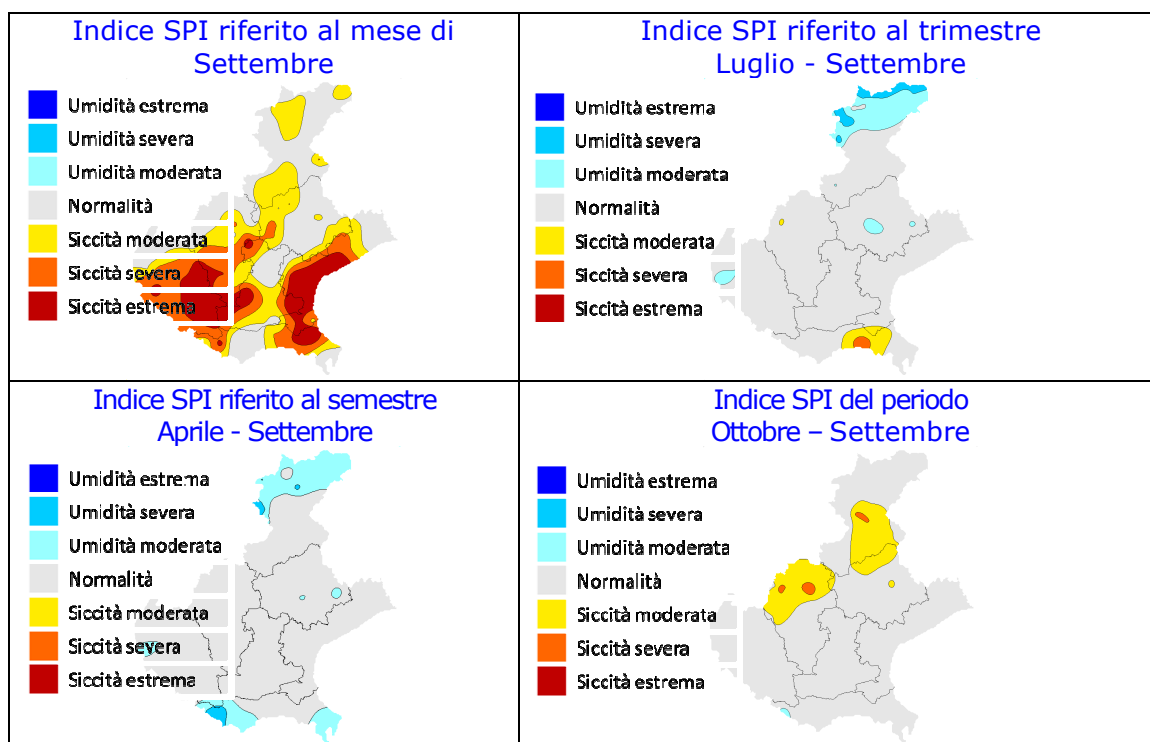 Indice SPI riferito al mese di
Settembre
Umidità estrema
Umidità severa
Umidità moderata
Normalità
Siccità moderata
Siccità severa
Siccità estrema
Indice SPI riferito al trimestre
Luglio - Settembre
Umidità estrema
Umidità severa
Umidità moderata
Normalità
Siccità moderata
Siccità severa
Siccità estrema
Indice SPI riferito al semestre
Aprile - Settembre
Umidità estrema
Umidità severa
Umidità moderata
Normalità
Siccità moderata
Siccità severa
Siccità estrema
Indice SPI del periodo
Ottobre – Settembre
Umidità estrema
Umidità severa
Umidità moderata
Normalità
Siccità moderata
Siccità severa
Siccità estrema